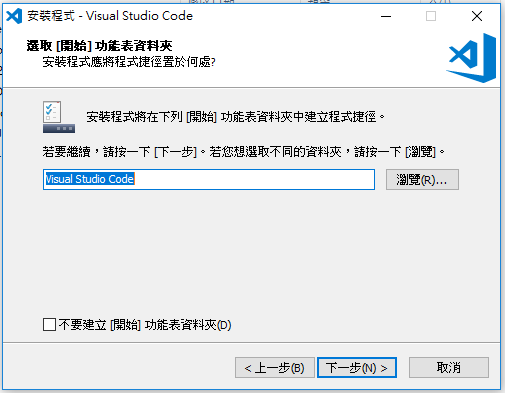 安裝程式 - Visual Studio Code
選取 [開始] 功能表資料夾
安裝程式應將程式捷徑置於何處?
安裝程式將在下列 [開始] 功能表資料夾中建立程式捷徑。
若要繼續，請按一下 [下一步]。若您想選取不同的資料夾，請按一下 [瀏覽]。
Visual Studio Code
瀏覽(R)...
不要建立 [開始] 功能表資料夾(D)
< 上一步(B)
下一步(N) >
取消